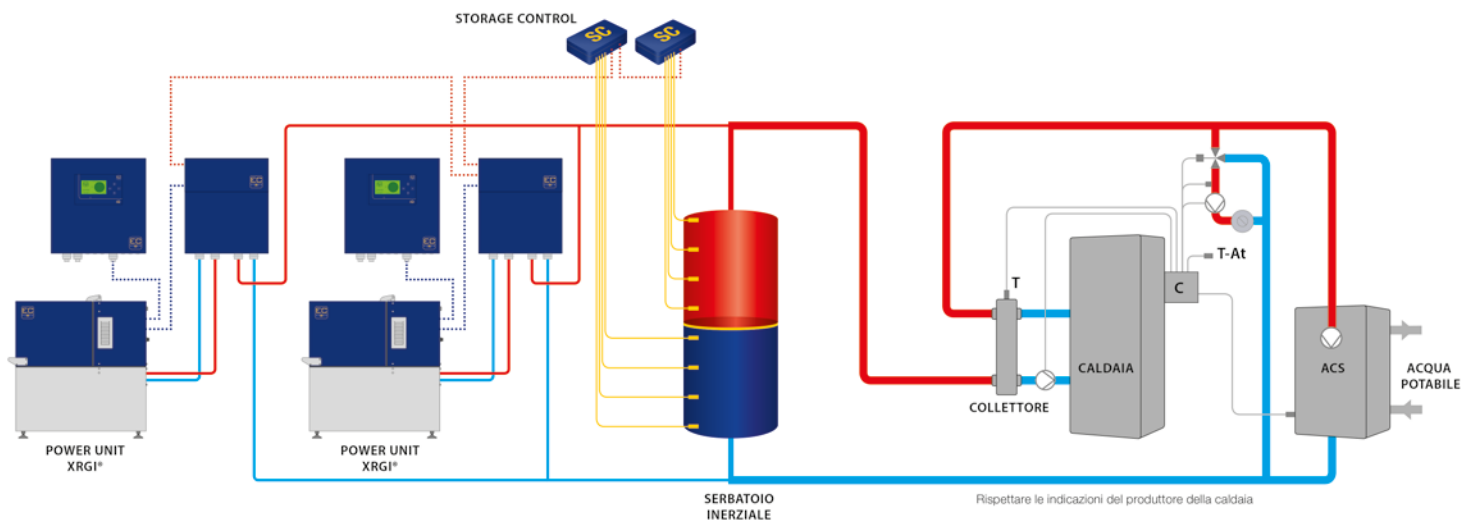 STORAGE CONTROL
SC
SC
T-At
T
C
CALDAIA
ACS
ACQUA
POTABILE
COLLETTORE
POWER UNIT
XRGI®
POWER UNIT
XRGI®
SERBATOIO
INERZIALE
Rispettare le indicazioni del produttore della caldaia